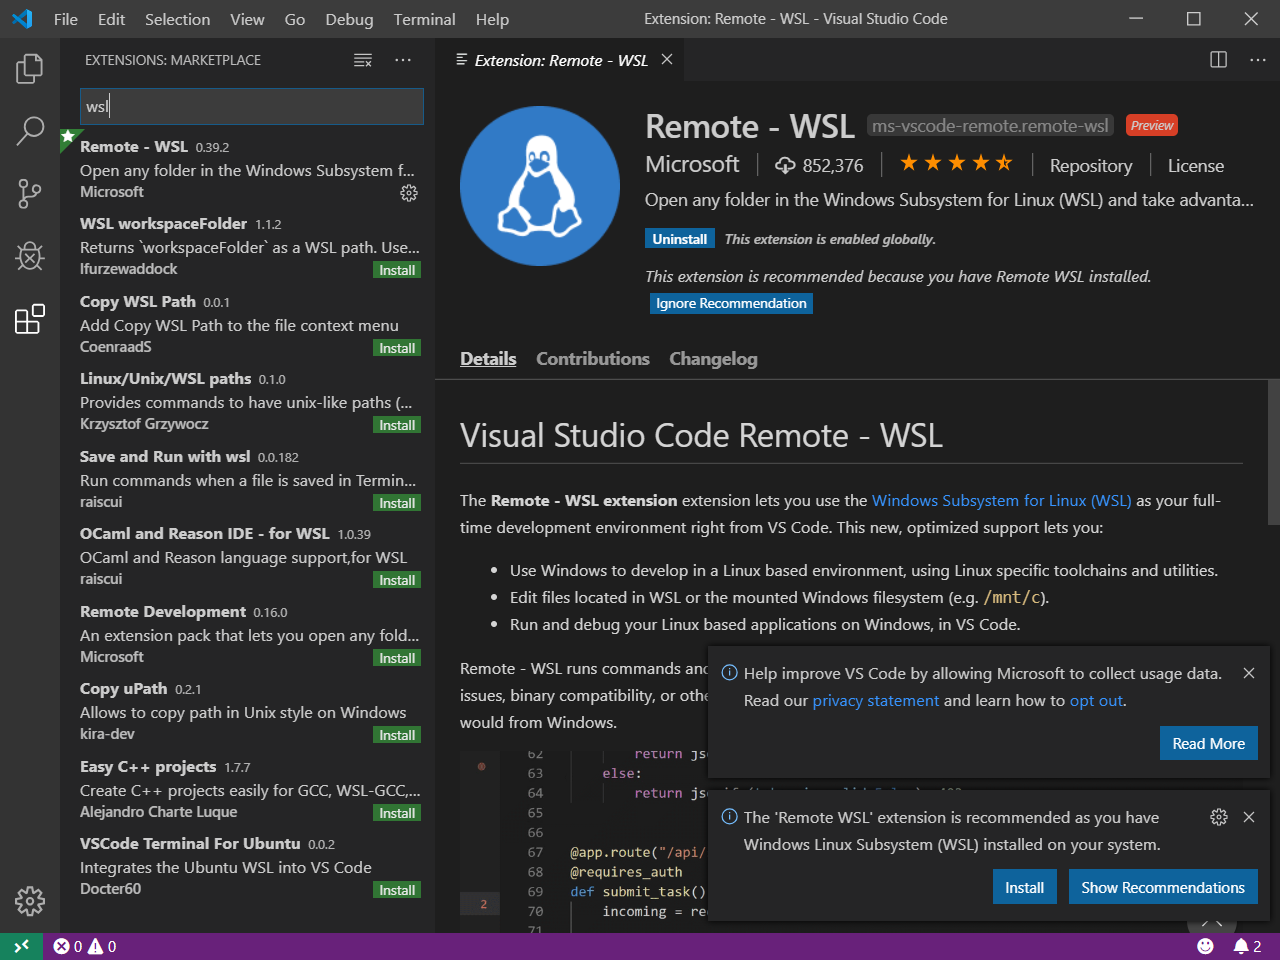 File Edit Selection View Go Debug Terminal Help
Extension: Remote - WSL - Visual Studio Code
EXTENSIONS: MARKETPLACE
wsl
Remote - WSL 0.39.2
Open any folder in the Windows Subsystem f...
Microsoft
WSL workspaceFolder 1.1.2
Returns `workspaceFolder` as a WSL path. Use...
lfurzewaddock
Install
Copy WSL Path 0.0.1
Add Copy WSL Path to the file context menu
CoenraadS
Install
Linux/Unix/WSL paths 0.1.0
Provides commands to have unix-like paths (...
Krzysztof Grzywocz
Install
Save and Run with wsl 0.0.182
Run commands when a file is saved in Termin...
raiscui
Install
OCaml and Reason IDE - for WSL 1.0.39
OCaml and Reason language support,for WSL
raiscui
Install
Remote Development 0.16.0
An extension pack that lets you open any fold...
Microsoft
Install
Copy uPath 0.2.1
Allows to copy path in Unix style on Windows
kira-dev
Install
Easy C++ projects 1.7.7
Create C++ projects easily for GCC, WSL-GCC,...
Alejandro Charte Luque
Install
VSCode Terminal For Ubuntu 0.0.2
Integrates the Ubuntu WSL into VS Code
Docter60
Install
Extension: Remote - WSL
Remote - WSL ms-vscode-remote.remote-wsl Preview
Microsoft 852,376 Repository License
Open any folder in the Windows Subsystem for Linux (WSL) and take advanta...
Uninstall This extension is enabled globally.
This extension is recommended because you have Remote WSL installed.
Ignore Recommendation
Details Contributions Changelog
Visual Studio Code Remote - WSL
The Remote - WSL extension extension lets you use the Windows Subsystem for Linux (WSL) as your full-
time development environment right from VS Code. This new, optimized support lets you:
• Use Windows to develop in a Linux based environment, using Linux specific toolchains and utilities.
• Edit files located in WSL or the mounted Windows filesystem (e.g. /mnt/c).
• Run and debug your Linux based applications on Windows, in VS Code.
Remote - WSL runs commands and
issues, binary compatibility, or othe
would from Windows.
62 return js
63 else:
64 return js
65
66
67 @app.route("/api/
68 @requires_auth
69 def submit_task()
2 70 incoming = re
71
Help improve VS Code by allowing Microsoft to collect usage data.
Read our privacy statement and learn how to opt out.
Read More
The 'Remote WSL' extension is recommended as you have
Windows Linux Subsystem (WSL) installed on your system.
Install Show Recommendations
0 0
2